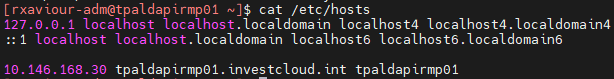 [rxaviour-adm@tpaldapirmp01 ~]$ cat /etc/hosts
127.0.0.1 localhost localhost.localdomain localhost4 localhost4.localdomain4
::1 localhost localhost.localdomain localhost6 localhost6.localdomain6
10.146.168.30 tpaldapirmp01.investcloud.int tpaldapirmp01